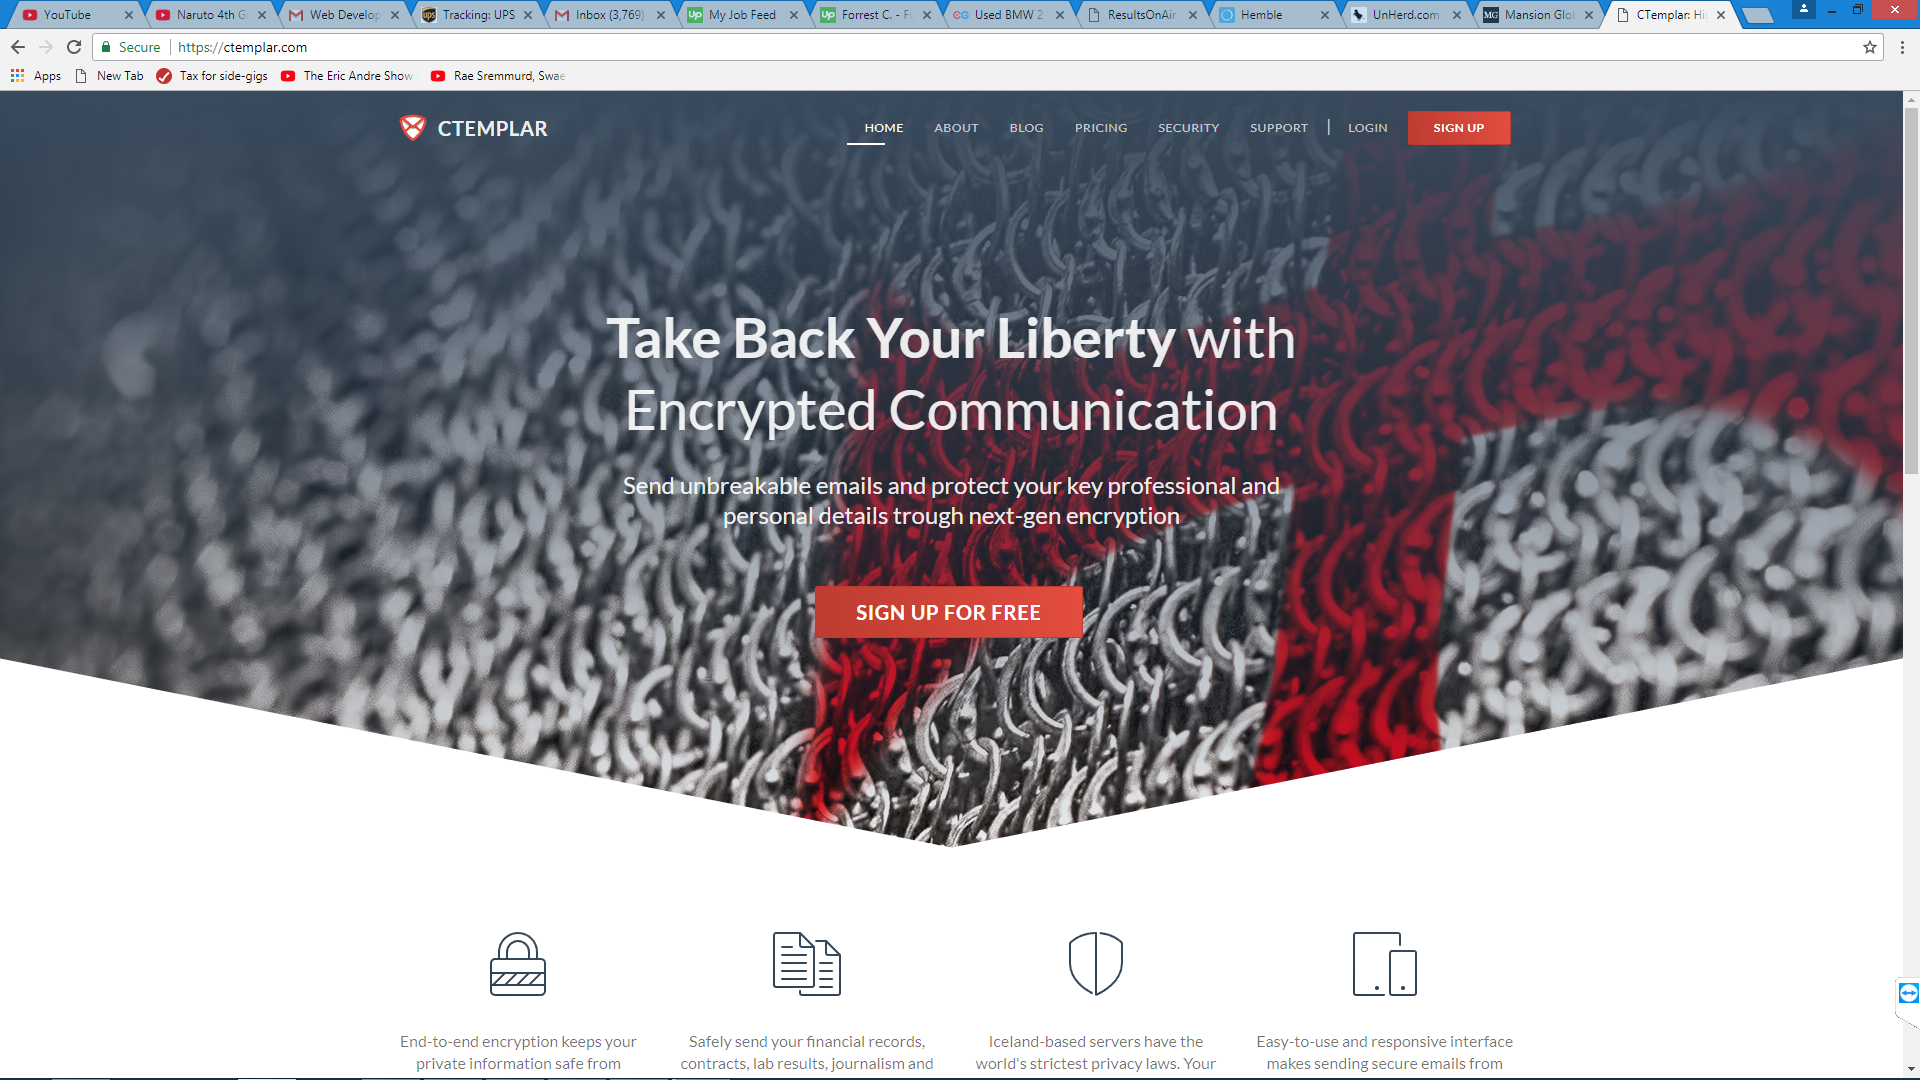 YouTube
Naruto 4th G
Web Develop
Tracking: UPS
Inbox (3,769)
My Job Feed
Forrest C. - Fu
Used BMW 2
ResultsOnAir
Hemble
UnHerd.com
Mansion Glo
CTemplar: Hi
Secure
https://ctemplar.com
Apps
New Tab
Tax for side-gigs
The Eric Andre Show
Rae Sremmurd, Swae
CTEMPLAR
HOME
ABOUT
BLOG
PRICING
SECURITY
SUPPORT
LOGIN
SIGN UP
Take Back Your Liberty with
Encrypted Communication
Send unbreakable emails and protect your key professional and
personal details trough next-gen encryption
SIGN UP FOR FREE
End-to-end encryption keeps your
private information safe from
Safely send your financial records,
contracts, lab results, journalism and
Iceland-based servers have the
world's strictest privacy laws. Your
Easy-to-use and responsive interface
makes sending secure emails from